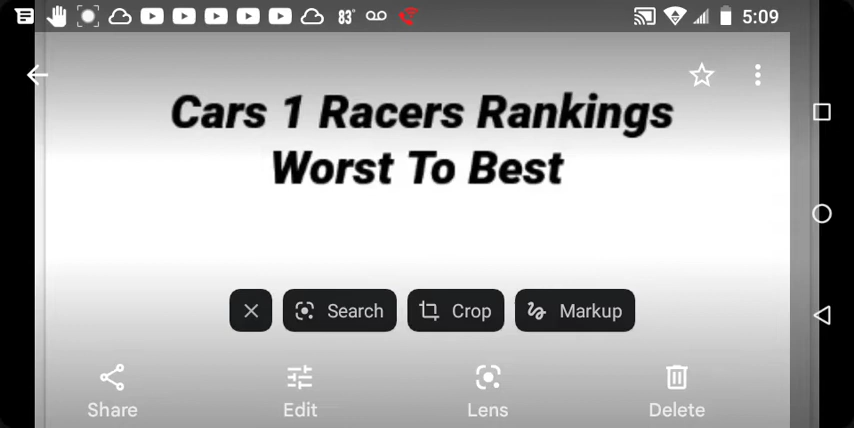 83°
5:09
Cars 1 Racers Rankings
Worst To Best
Search
Crop
Markup
Share
Edit
Lens
Delete